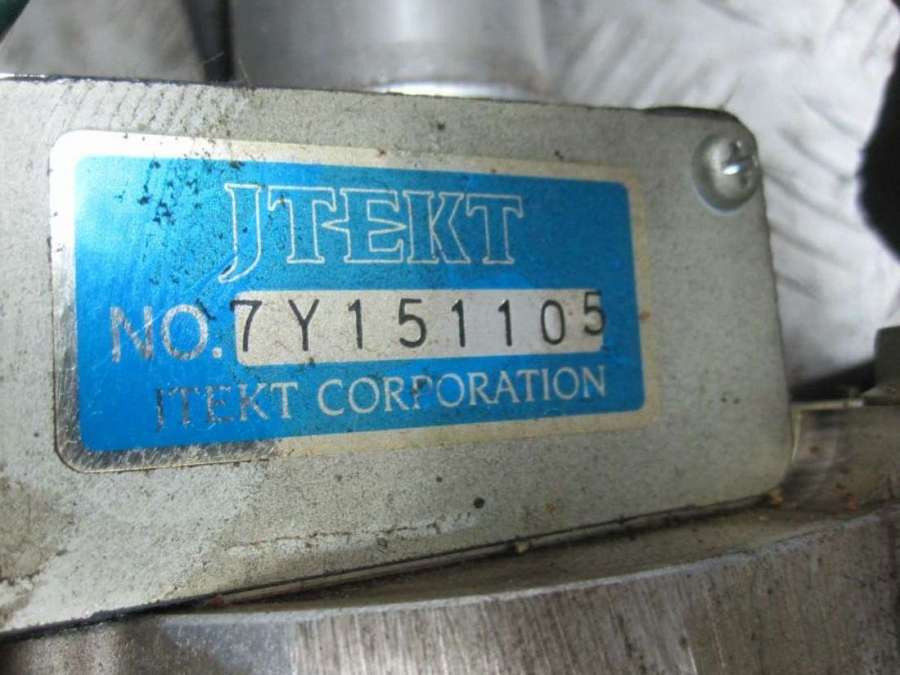 JTEKT
NO. 7Y151105
JTEKT CORPORATION